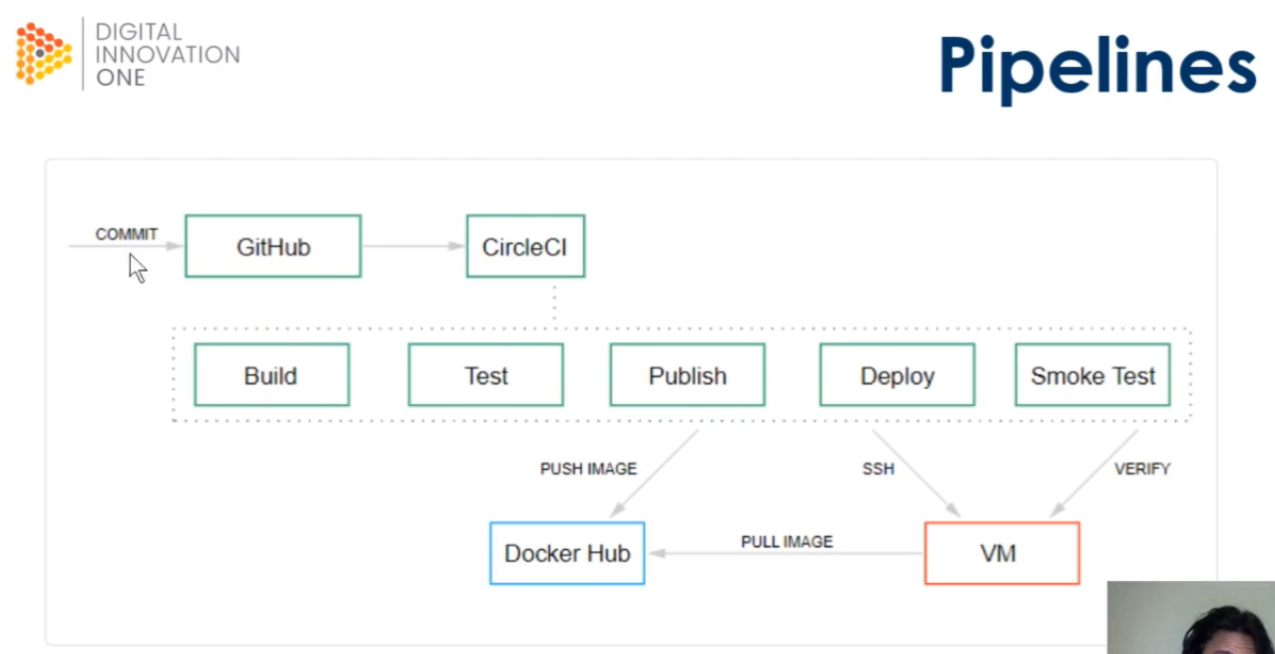 DIGITAL
INNOVATION
ONE
Pipelines
COMMIT
GitHub
CircleCI
Build
Test
Publish
Deploy
Smoke Test
PUSH IMAGE
SSH
VERIFY
Docker Hub
PULL IMAGE
VM